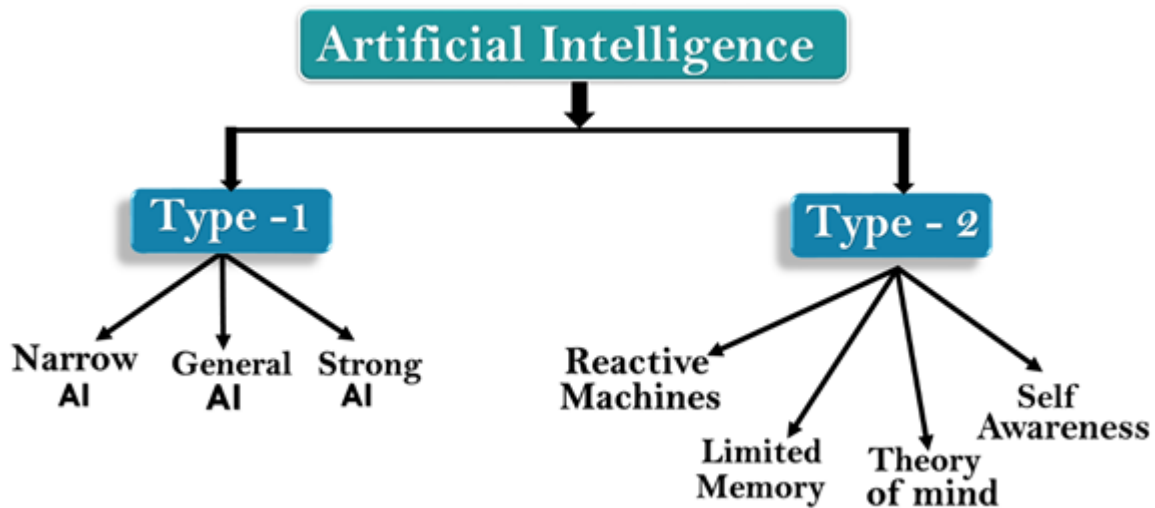 Artificial Intelligence
Type -1
Type - 2
Narrow
AI
General
AI
Strong
AI
Reactive
Machines
Limited
Memory
Theory
of mind
Self
Awareness